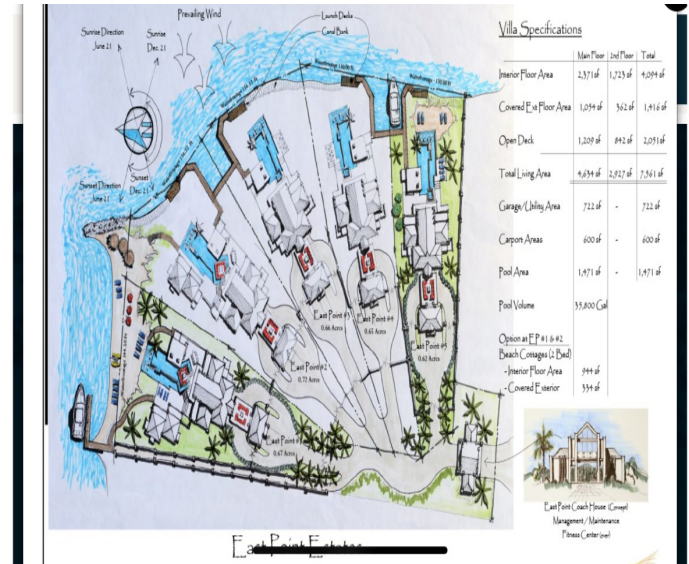 Prevailing Wind
Sunrise Direction
June 21
Sunrise
Dec. 21
Launch Decks
Canal Bank
N
Sunset
Dec. 21
Sunset Direction
June 21
East Point #1
0.67 Acres
East Point #2
0.72 Acres
East Point #3
0.66 Acres
East Point #4
0.65 Acres
East Point #5
0.62 Acres
East Point Estates
Villa Specifications
Main Floor 2nd Floor Total
Interior Floor Area 2,371 sf 1,723 sf 4,094 sf
Covered Ext Floor Area 1,054 sf 362 sf 1,416 sf
Open Deck 1,209 sf 842 sf 2,051 sf
Total Living Area 4,634 sf 2,927 sf 7,561 sf
Garage/Utility Area 722 sf - 722 sf
Carport Areas 600 sf - 600 sf
Pool Area 1,471 sf - 1,471 sf
Pool Volume 35,800 Gal
Option at EP #1 & #2
Beach Cottages (2 Bed)
- Interior Floor Area 944 sf
- Covered Exterior 334 sf
East Point Coach House (Concept)
Management / Maintenance
Fitness Center